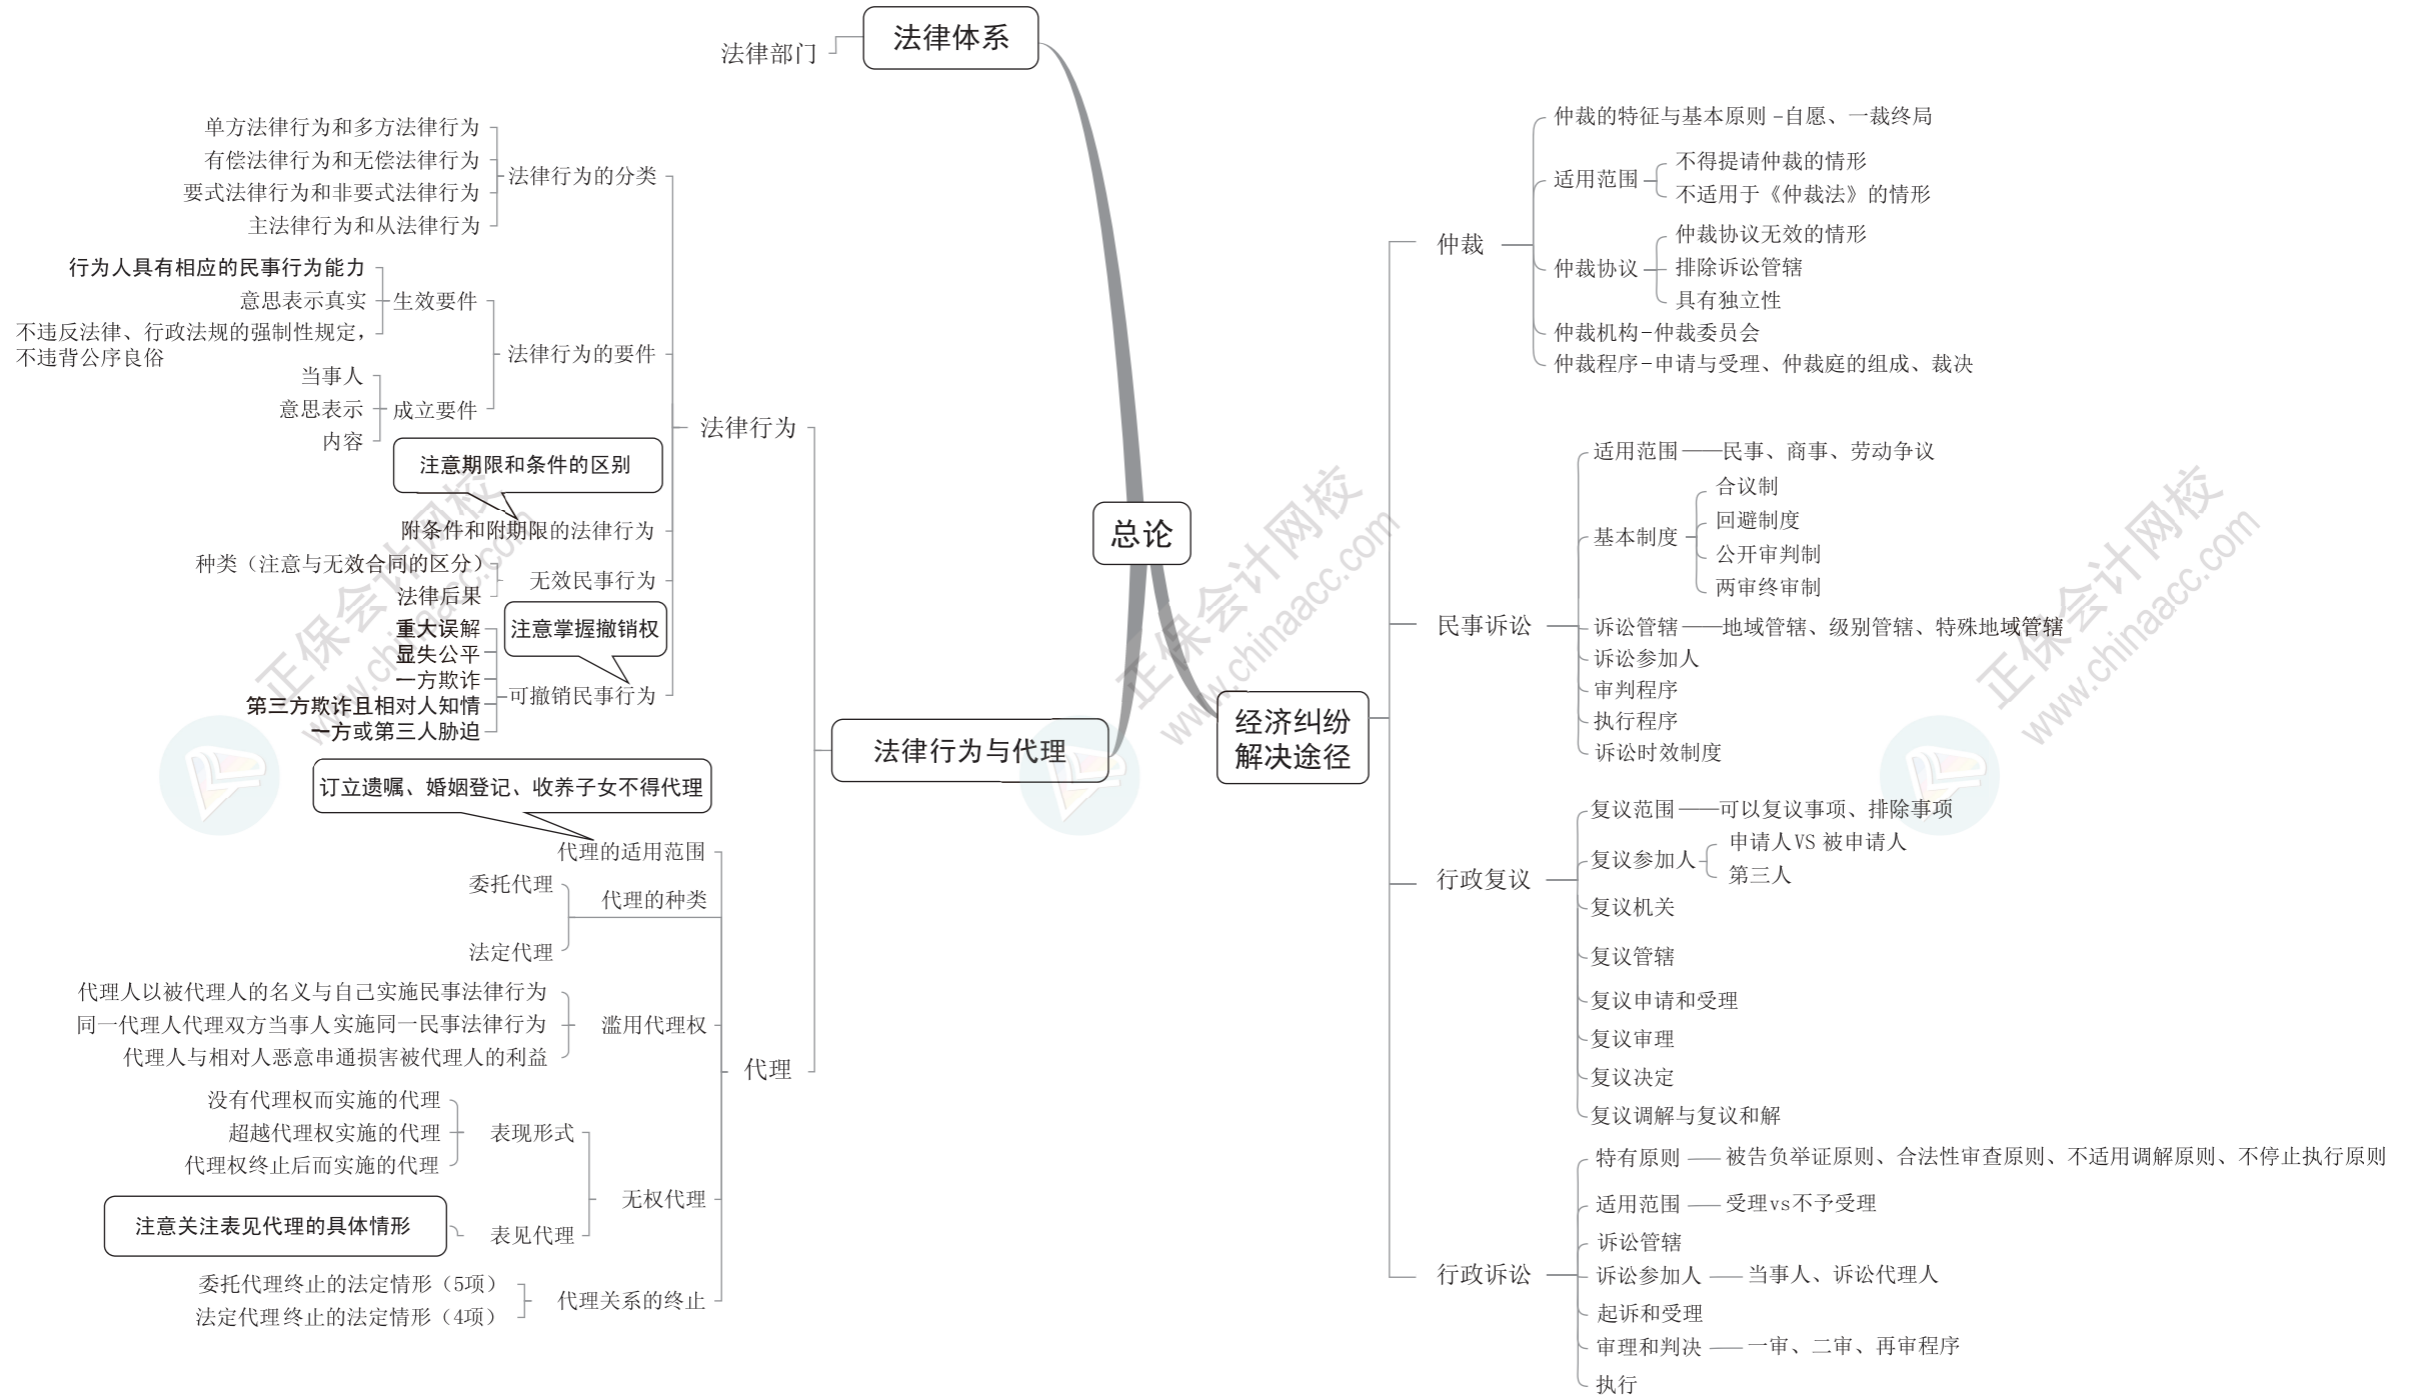 总论
法律体系
法律部门
法律行为与代理
法律行为
法律行为的分类
单方法律行为和多方法律行为
有偿法律行为和无偿法律行为
要式法律行为和非要式法律行为
主法律行为和从法律行为
法律行为的要件
生效要件
行为人具有相应的民事行为能力
意思表示真实
不违反法律、行政法规的强制性规定，
不违背公序良俗
成立要件
当事人
意思表示
内容
注意期限和条件的区别
附条件和附期限的法律行为
无效民事行为
种类（注意与无效合同的区分）
法律后果
注意掌握撤销权
可撤销民事行为
重大误解
显失公平
一方欺诈
第三方欺诈且相对人知情
一方或第三人胁迫
代理
订立遗嘱、婚姻登记、收养子女不得代理
代理的适用范围
代理的种类
委托代理
法定代理
滥用代理权
代理人以被代理人的名义与自己实施民事法律行为
同一代理人代理双方当事人实施同一民事法律行为
代理人与相对人恶意串通损害被代理人的利益
无权代理
表现形式
没有代理权而实施的代理
超越代理权实施的代理
代理权终止后而实施的代理
表见代理
注意关注表见代理的具体情形
代理关系的终止
委托代理终止的法定情形（5项）
法定代理终止的法定情形（4项）
经济纠纷
解决途径
仲裁
仲裁的特征与基本原则-自愿、一裁终局
适用范围
不得提请仲裁的情形
不适用于《仲裁法》的情形
仲裁协议
仲裁协议无效的情形
排除诉讼管辖
具有独立性
仲裁机构-仲裁委员会
仲裁程序-申请与受理、仲裁庭的组成、裁决
民事诉讼
适用范围——民事、商事、劳动争议
基本制度
合议制
回避制度
公开审判制
两审终审制
诉讼管辖——地域管辖、级别管辖、特殊地域管辖
诉讼参加人
审判程序
执行程序
诉讼时效制度
行政复议
复议范围——可以复议事项、排除事项
复议参加人
申请人VS 被申请人
第三人
复议机关
复议管辖
复议申请和受理
复议审理
复议决定
复议调解与复议和解
行政诉讼
特有原则——被告负举证原则、合法性审查原则、不适用调解原则、不停止执行原则
适用范围——受理vs不予受理
诉讼管辖
诉讼参加人——当事人、诉讼代理人
起诉和受理
审理和判决——一审、二审、再审程序
执行
正保会计网校
www.chinaacc.com
正保会计网校
www.chinaacc.com
正保会计网校
www.chinaacc.com